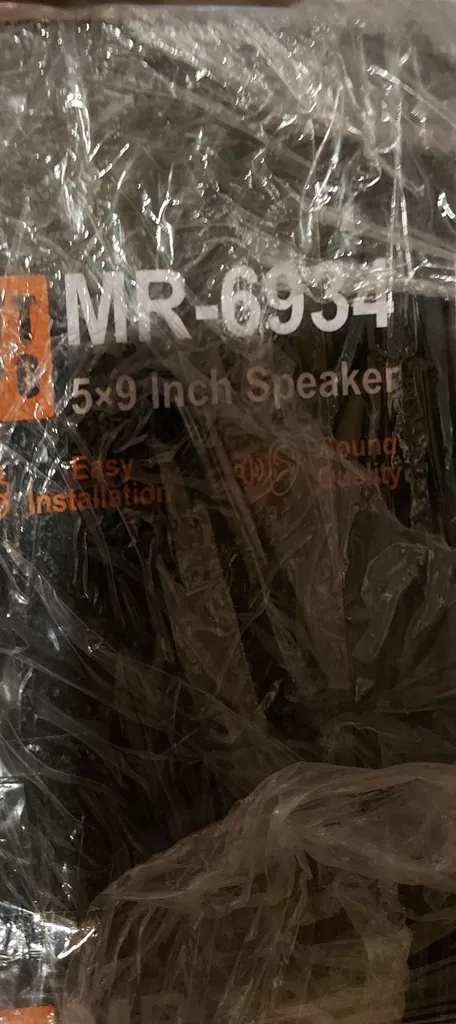 MR-6934
5×9 Inch Speaker
Easy
Installation
Sound
Quality